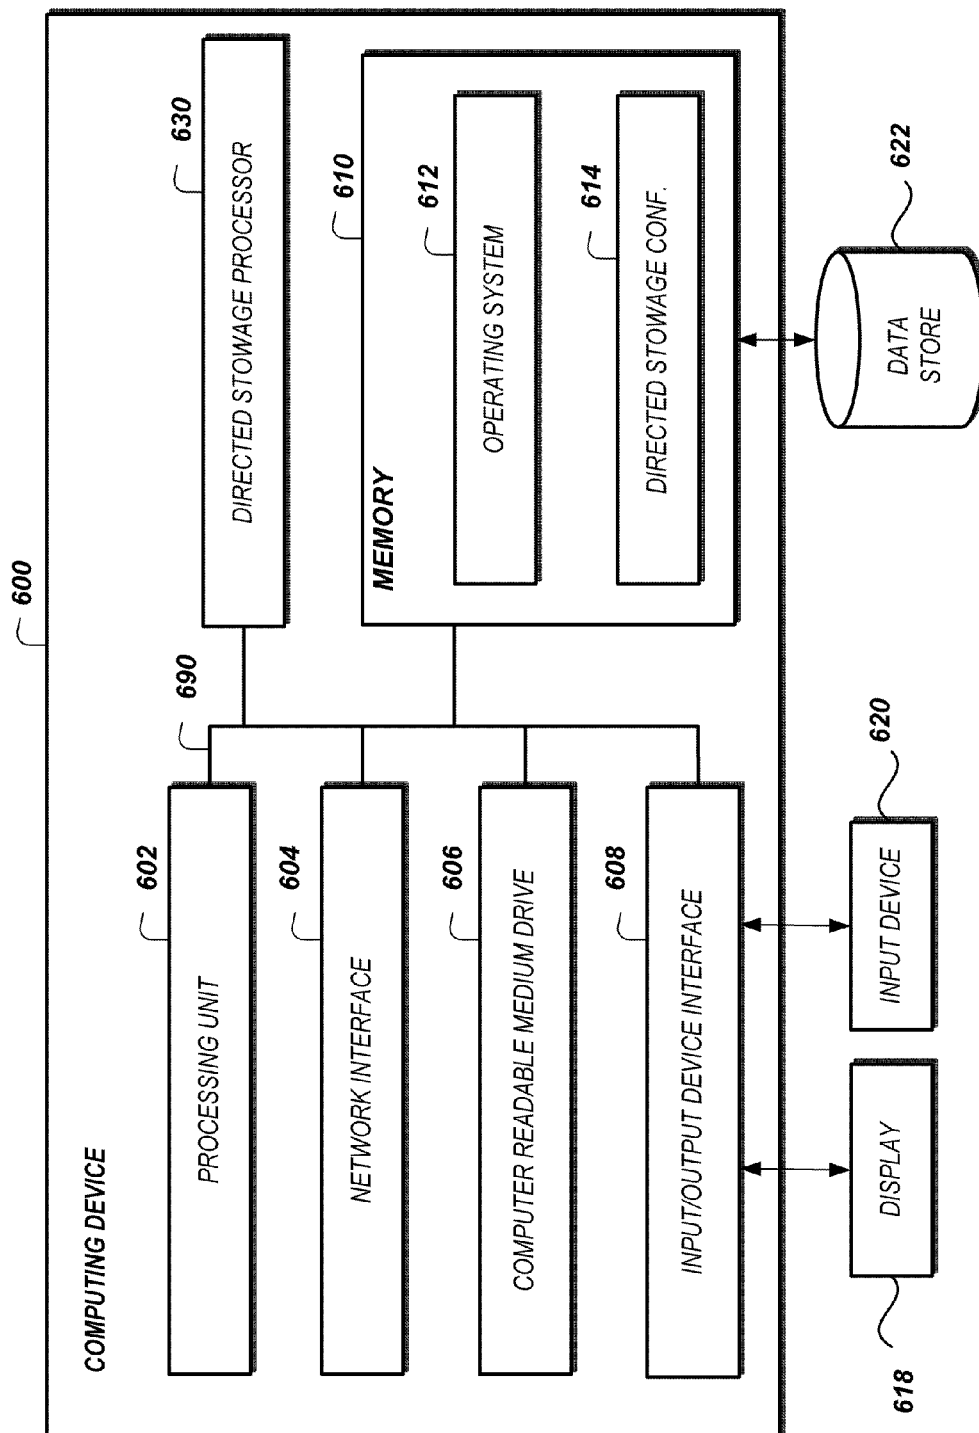 600
COMPUTING DEVICE
602
PROCESSING UNIT
604
NETWORK INTERFACE
606
COMPUTER READABLE MEDIUM DRIVE
608
INPUT/OUTPUT DEVICE INTERFACE
690
630
DIRECTED STOWAGE PROCESSOR
610
MEMORY
612
OPERATING SYSTEM
614
DIRECTED STOWAGE CONF.
618
DISPLAY
620
INPUT DEVICE
622
DATA
STORE